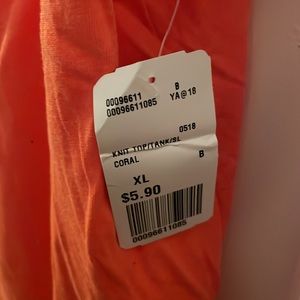 00096611 B
00096611085 YA@18
0518
KNIT TOP/TANK/SL
CORAL B
XL
$5.90
00096611085